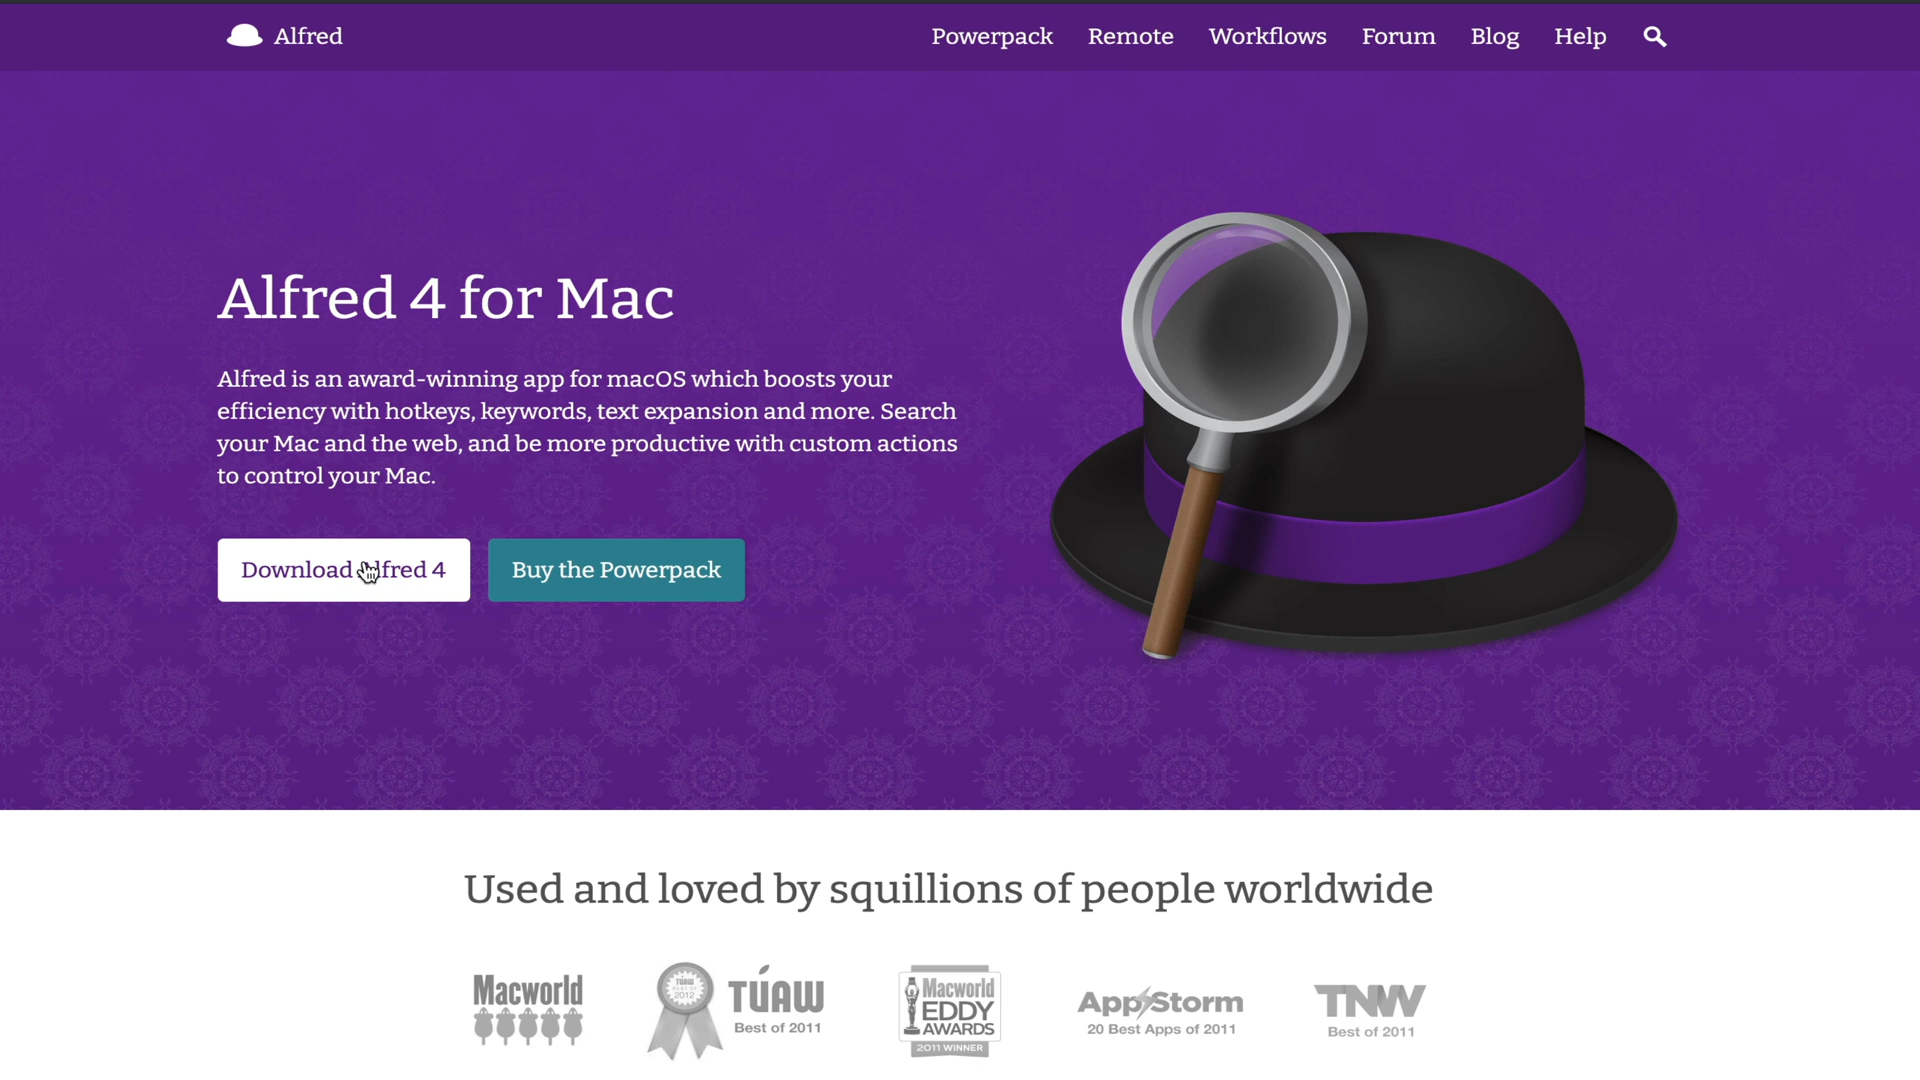 Alfred
Powerpack
Remote
Workflows
Forum
Blog
Help
Alfred 4 for Mac
Alfred is an award-winning app for macOS which boosts your
efficiency with hotkeys, keywords, text expansion and more. Search
your Mac and the web, and be more productive with custom actions
to control your Mac.
Download Alfred 4
Buy the Powerpack
Used and loved by squillions of people worldwide
Macworld
TUAW
BEST OF
2012
TUAW
Best of 2011
Macworld
EDDY
AWARDS
2011 WINNER
AppStorm
20 Best Apps of 2011
TNW
Best of 2011